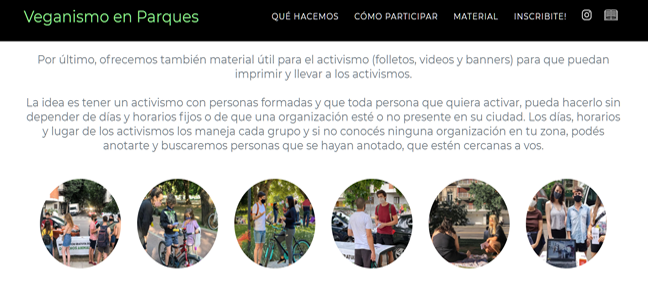 Veganismo en Parques
QUÉ HACEMOS CÓMO PARTICIPAR MATERIAL INSCRIBITE!
Por último, ofrecemos también material útil para el activismo (folletos, videos y banners) para que puedan
imprimir y llevar a los activismos.
La idea es tener un activismo con personas formadas y que toda persona que quiera activar, pueda hacerlo sin
depender de días y horarios fijos o de que una organización esté o no presente en su ciudad. Los días, horarios
y lugar de los activismos los maneja cada grupo y si no conocés ninguna organización en tu zona, podés
anotarte y buscaremos personas que se hayan anotado, que estén cercanas a vos.